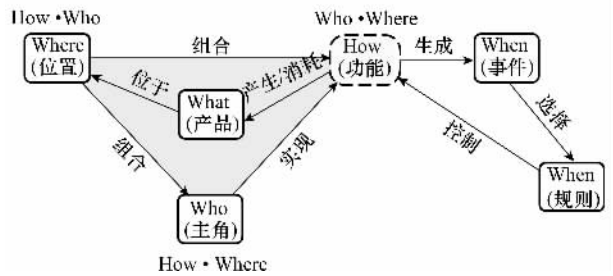 How •Who
Who •Where
Where
(位置)
组合
How
(功能)
生成
When
(事件)
位于
What
(产品)
产生/消耗
选择
组合
实现
控制
When
(规则)
Who
(主角)
How • Where